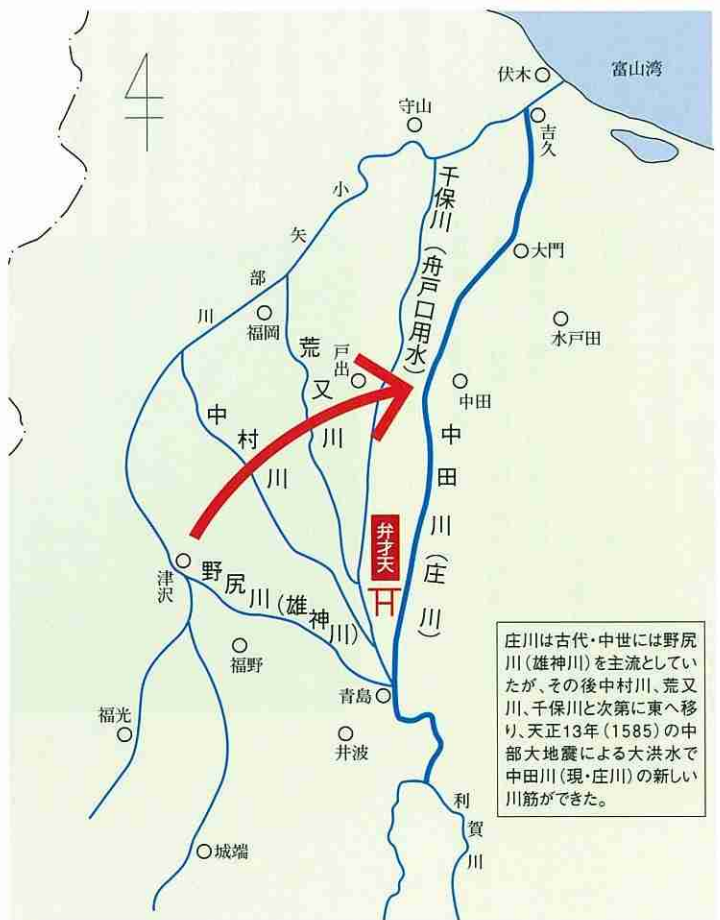 富山湾
伏木
吉久
守山
小矢部川
千保川(舟戸口用水)
大門
水戸田
福岡
荒又川
戸出
中田
中村川
中田川(庄川)
弁才天
津沢
野尻川(雄神川)
福野
青島
福光
井波
利賀川
城端
庄川は古代・中世には野尻
川(雄神川)を主流としてい
たが、その後中村川、荒又
川、千保川と次第に東へ移
り、天正13年(1585)の中
部大地震による大洪水で
中田川(現・庄川)の新しい
川筋ができた。